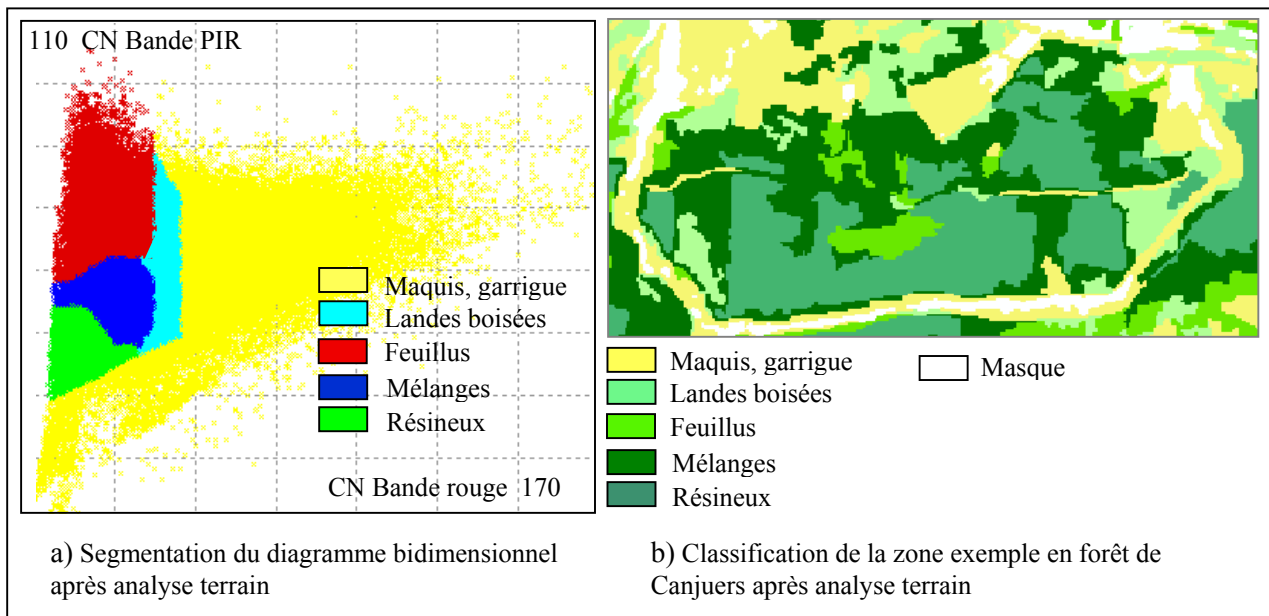 110 CN Bande PIR
Maquis, garrigue
Landes boisées
Feuillus
Mélanges
Résineux
CN Bande rouge 170
a) Segmentation du diagramme bidimensionnel
après analyse terrain
Maquis, garrigue
Masque
Landes boisées
Feuillus
Mélanges
Résineux
b) Classification de la zone exemple en forêt de
Canjuers après analyse terrain